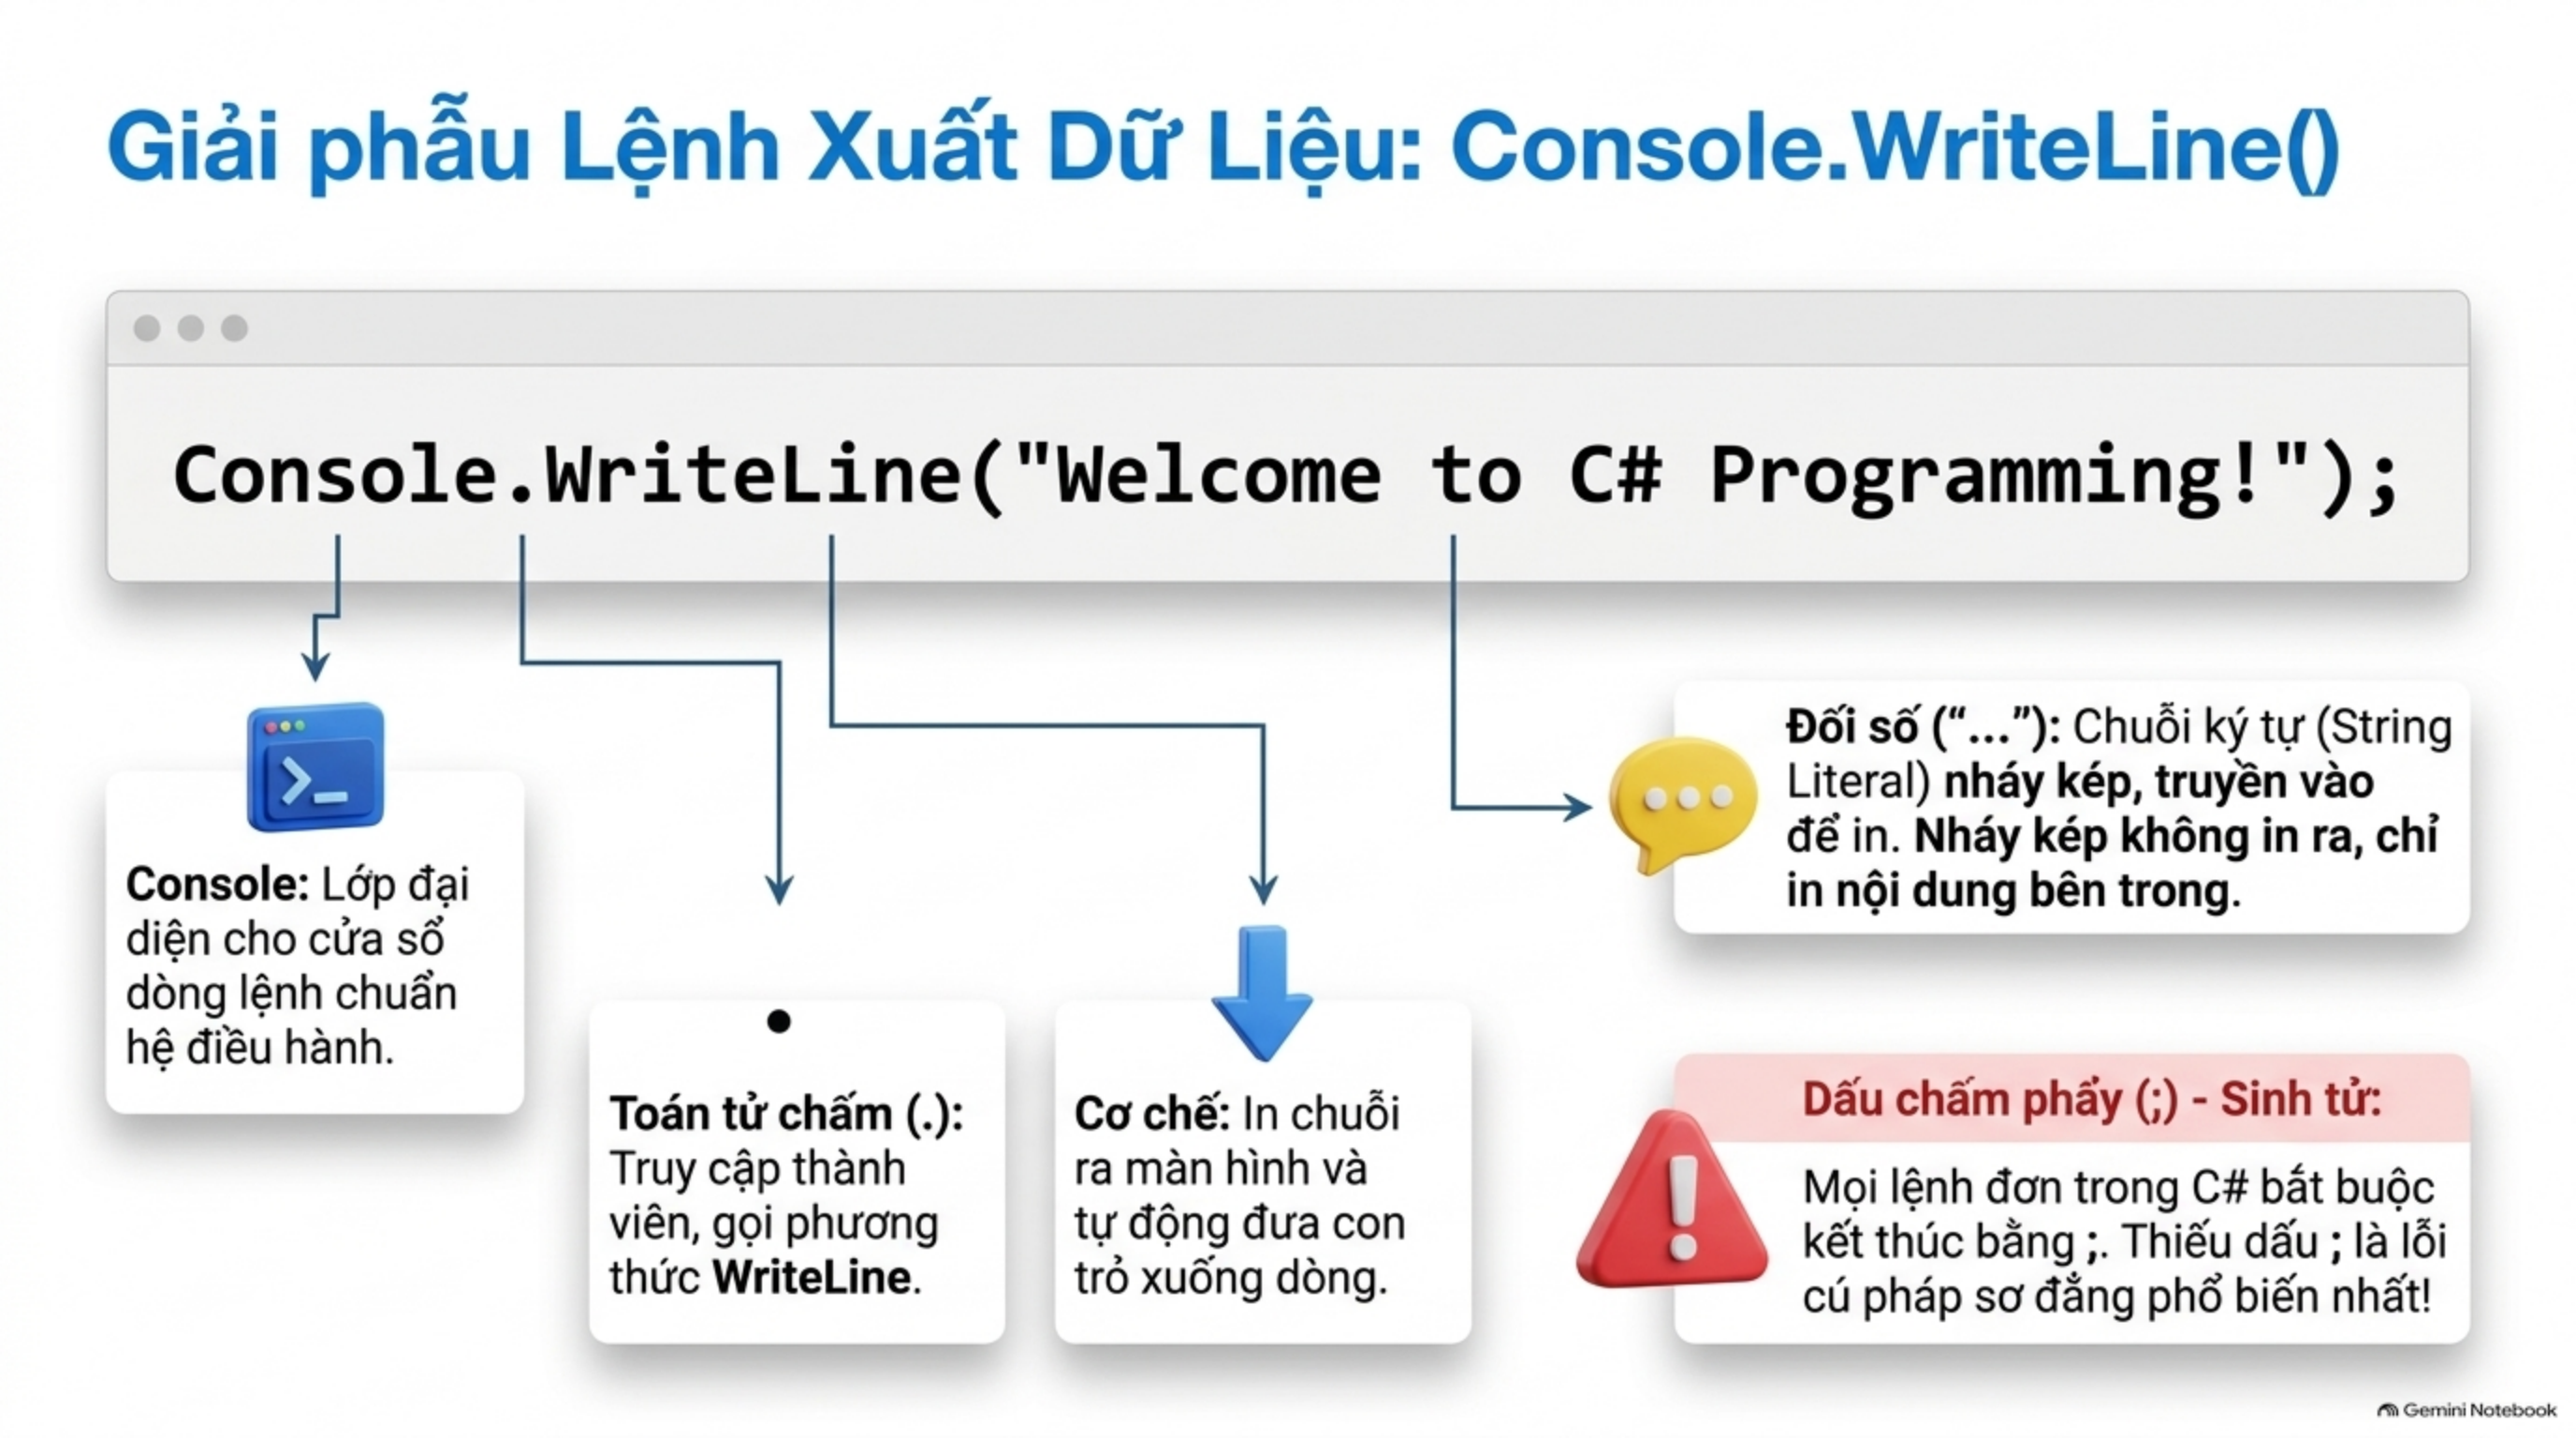 Giải phẫu Lệnh Xuất Dữ Liệu: Console.WriteLine()
Console.WriteLine("Welcome to C# Programming!");
Console: Lớp đại
diện cho cửa sổ
dòng lệnh chuẩn
hệ điều hành.
Toán tử chấm (.):
Truy cập thành
viên, gọi phương
thức WriteLine.
Cơ chế: In chuỗi
ra màn hình và
tự động đưa con
trỏ xuống dòng.
Đối số (“...”): Chuỗi ký tự (String
Literal) nháy kép, truyền vào
để in. Nháy kép không in ra, chỉ
in nội dung bên trong.
Dấu chấm phẩy (;) - Sinh tử:
Mọi lệnh đơn trong C# bắt buộc
kết thúc bằng ;. Thiếu dấu ; là lỗi
cú pháp sơ đẳng phổ biến nhất!
Gemini Notebook